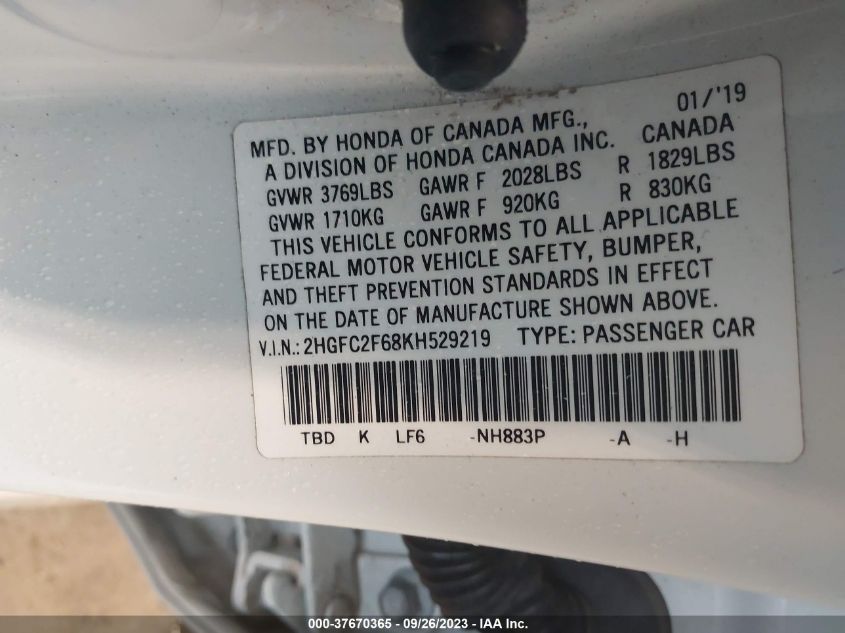 01/'19
MFD. BY HONDA OF CANADA MFG.,
A DIVISION OF HONDA CANADA INC. CANADA
GVWR 3769LBS GAWR F 2028LBS R 1829LBS
GVWR 1710KG GAWR F 920KG R 830KG
THIS VEHICLE CONFORMS TO ALL APPLICABLE
FEDERAL MOTOR VEHICLE SAFETY, BUMPER,
AND THEFT PREVENTION STANDARDS IN EFFECT
ON THE DATE OF MANUFACTURE SHOWN ABOVE.
V.I.N.: 2HGFC2F68KH529219 TYPE: PASSENGER CAR
TBD K LF6 -NH883P -A -H
000-37670365 - 09/26/2023 - IAA Inc.